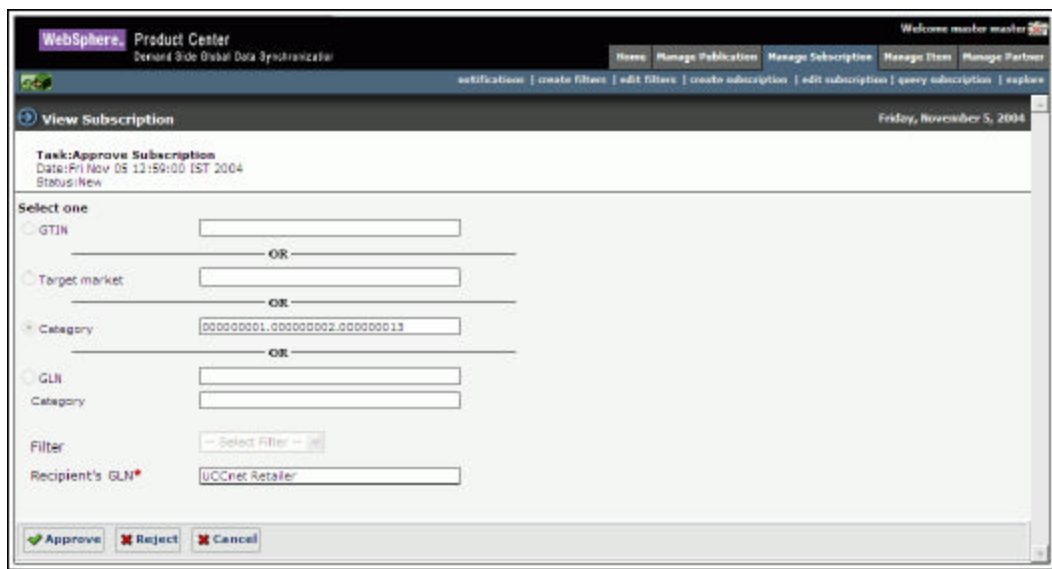 Welcome master master
WebSphere. Product Center
Demand Side Global Data Synchronization
Home Manage Publication Manage Subscription Manage Item Manage Partner
notifications | create filters | edit filters | create subscription | edit subscription | query subscription | explore
View Subscription Friday, November 5, 2004
Task:Approve Subscription
Date:Fri Nov 05 12:59:00 IST 2004
Status:New
Select one
GTIN
OR
Target market
OR
Category 000000001.000000002.000000013
OR
GLN
Category
Filter -- Select Filter --
Recipient's GLN* UCCnet Retailer
Approve Reject Cancel